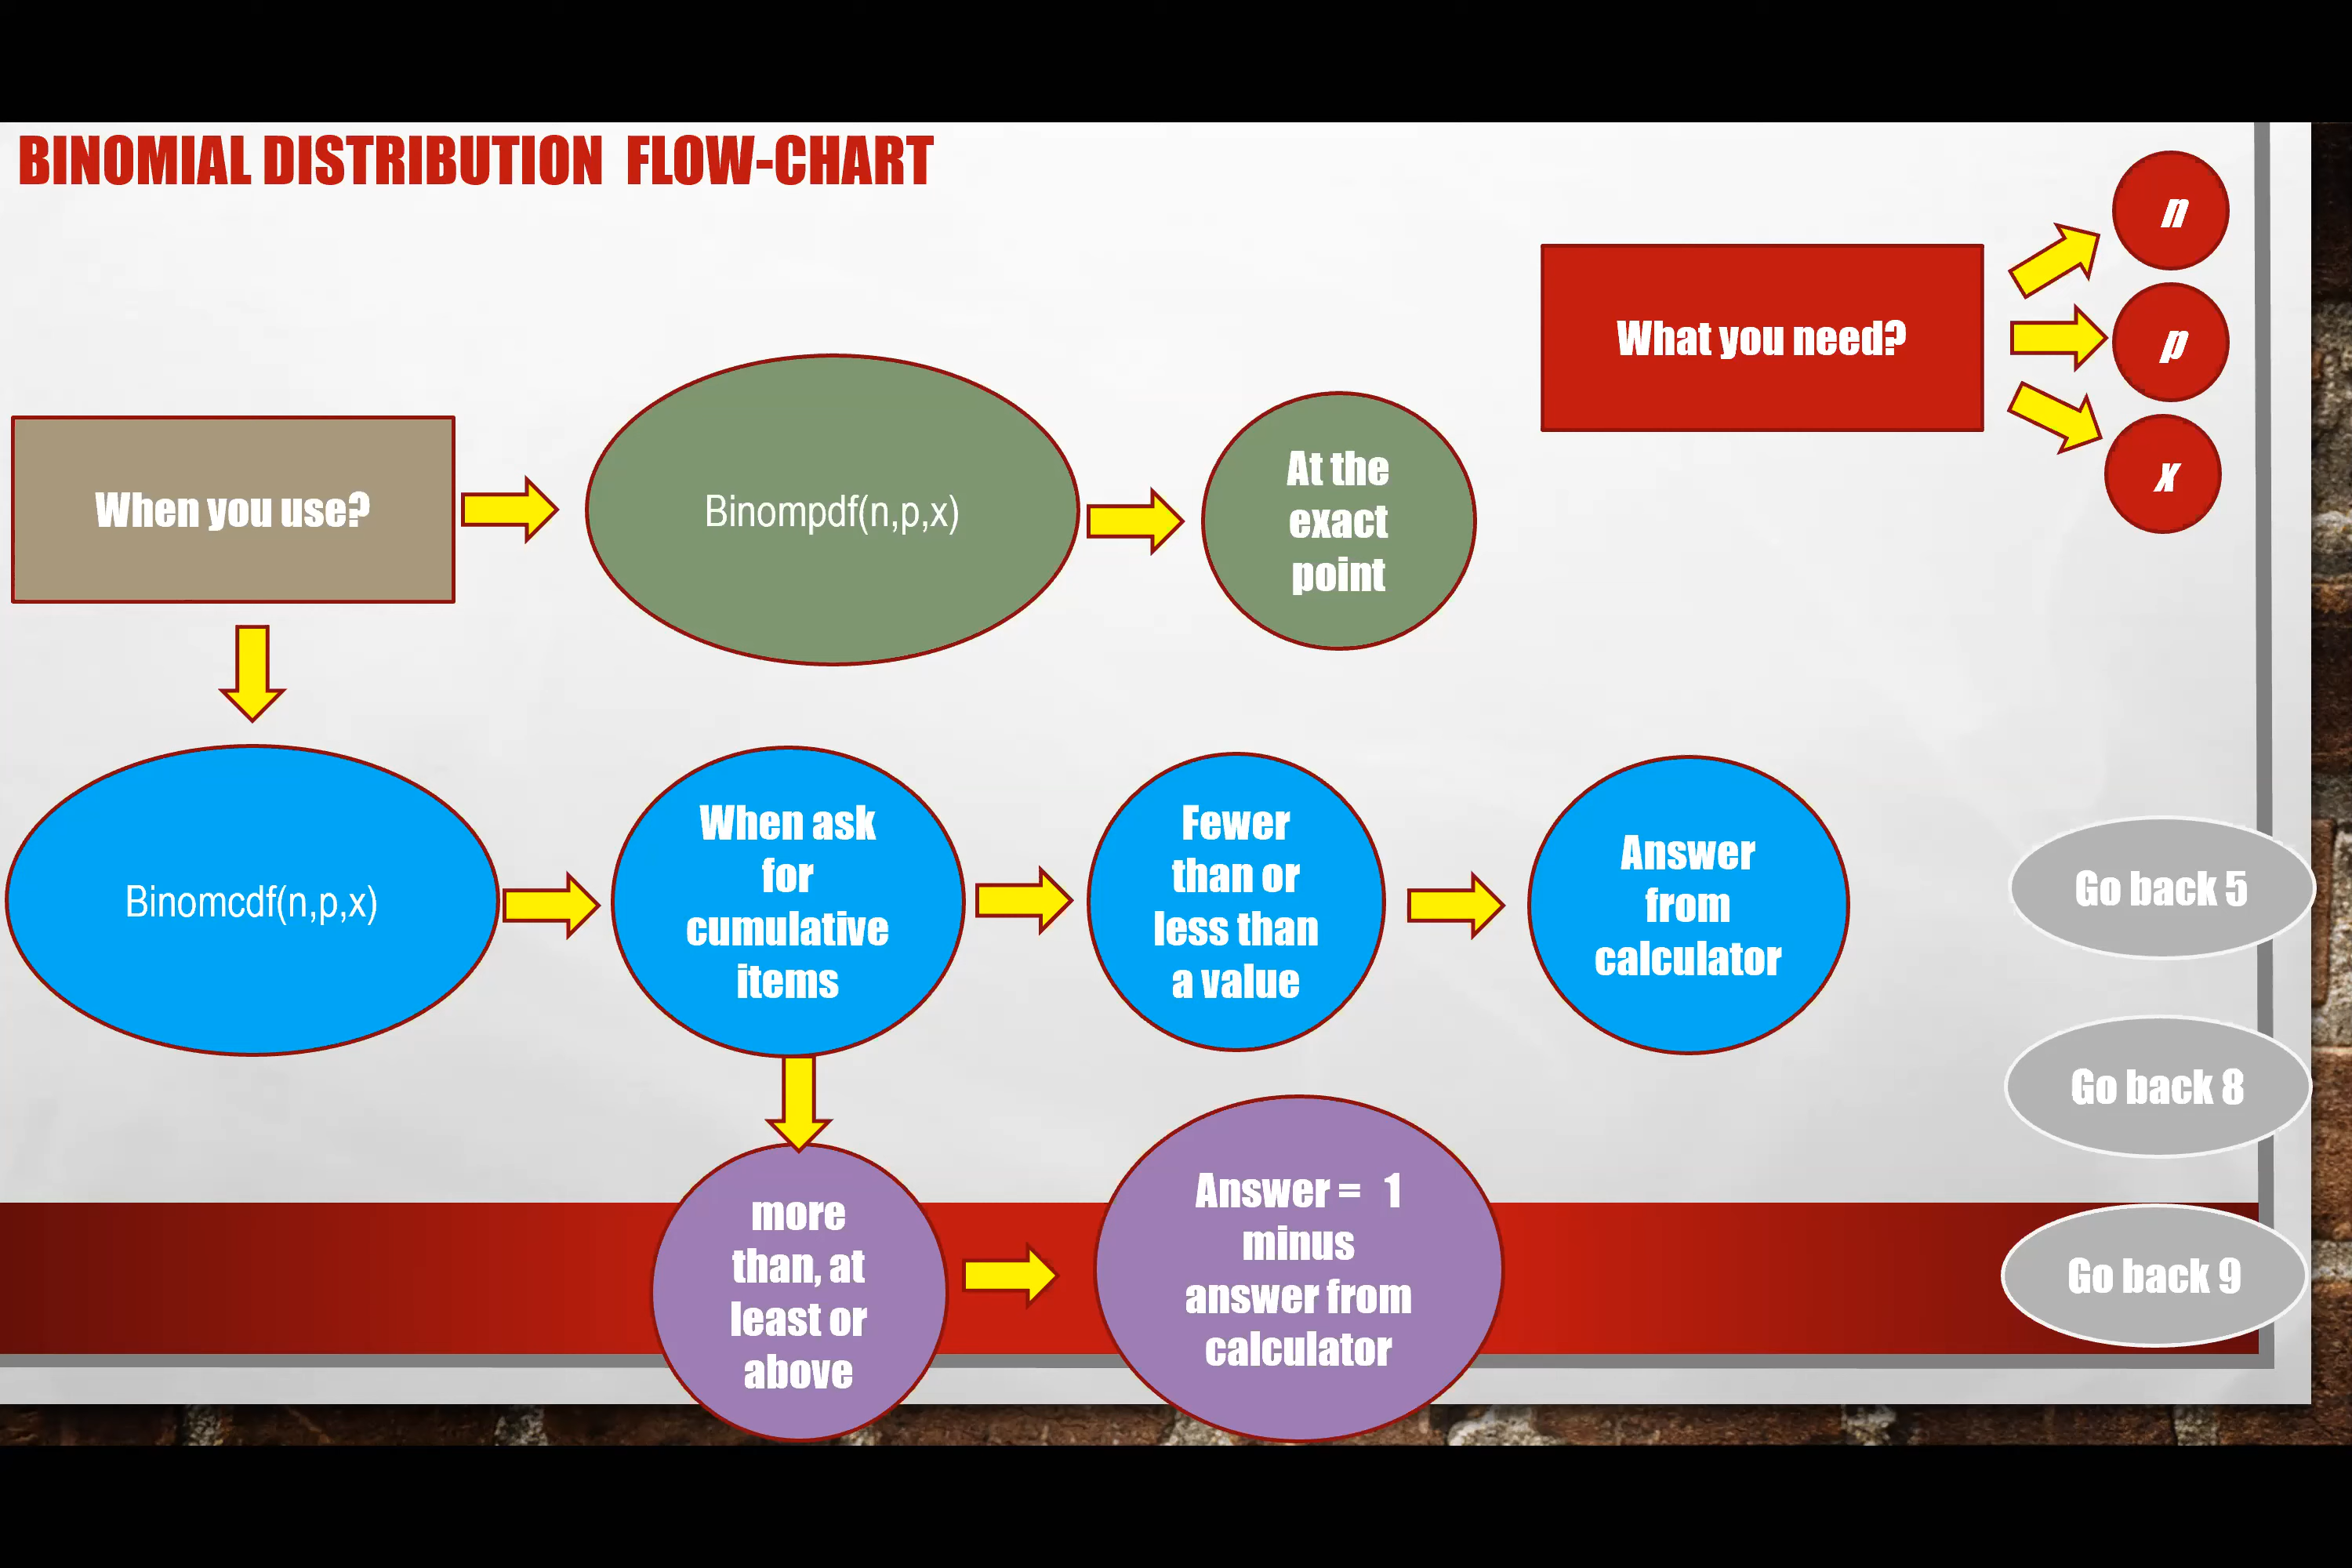 BINOMIAL DISTRIBUTION FLOW-CHART
n
What you need?
p
x
When you use?
Binompdf(n,p,x)
At the
exact
point
Binomcdf(n,p,x)
When ask
for
cumulative
items
Fewer
than or
less than
a value
Answer
from
calculator
Go back 5
Go back 8
more
than, at
least or
above
Answer = 1
minus
answer from
calculator
Go back 9